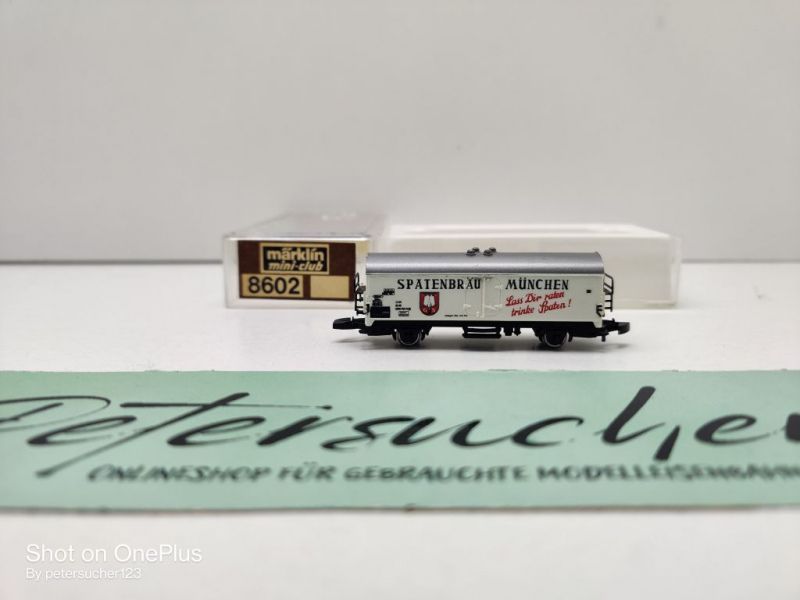 märklin
mini-club
8602
SPATENBRÄU MÜNCHEN
Lass Dir raten
trinke Spaten!
Petersucher
ONLINESHOP FÜR GEBRAUCHTE MODELLEISENBAHN
Shot on OnePlus
By petersucher123